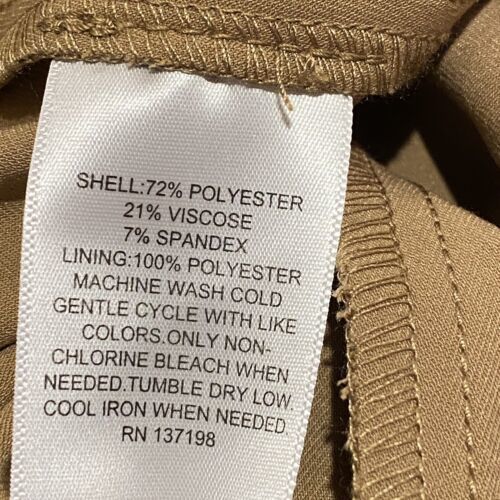 SHELL:72% POLYESTER
21% VISCOSE
7% SPANDEX
LINING:100% POLYESTER
MACHINE WASH COLD
GENTLE CYCLE WITH LIKE
COLORS.ONLY NON-
CHLORINE BLEACH WHEN
NEEDED.TUMBLE DRY LOW.
COOL IRON WHEN NEEDED.
RN 137198